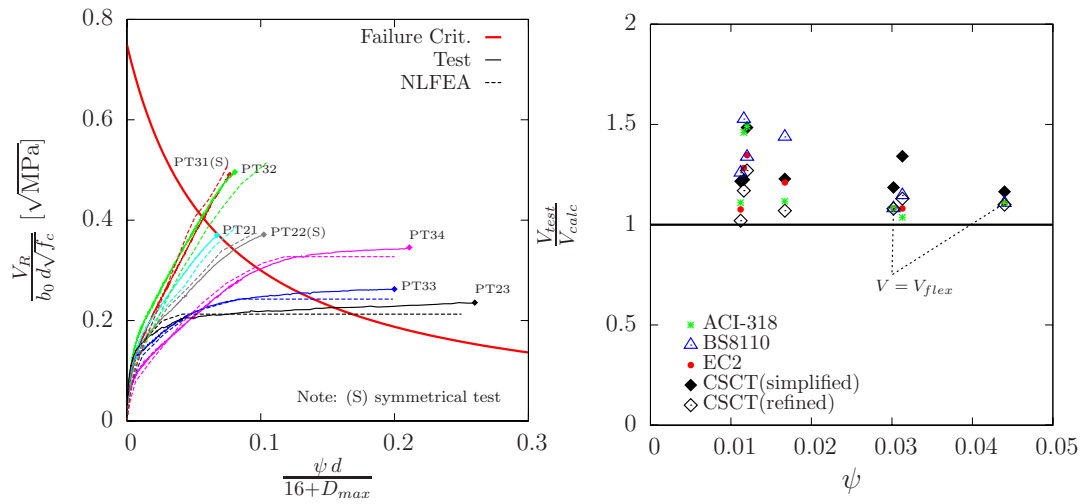 0.8
0.6
0.4
0.2
0
0
0.1
0.2
0.3
V_R / b_0 d√f_c [√MPa]
ψ d / 16+D_max
Failure Crit.
Test
NLFEA
PT31(S)
PT32
PT21
PT22(S)
PT34
PT33
PT23
Note: (S) symmetrical test
2
1.5
1
0.5
0
0
0.01
0.02
0.03
0.04
0.05
V_test / V_calc
ψ
V = V_flex
ACI-318
BS8110
EC2
CSCT(simplified)
CSCT(refined)